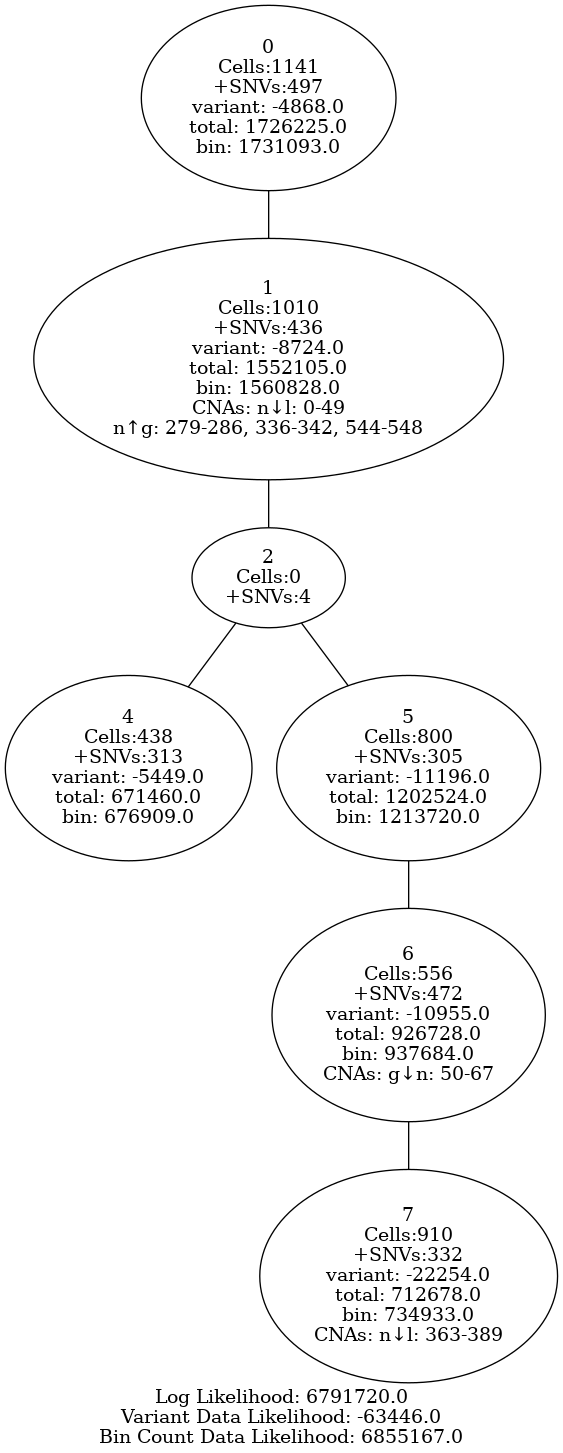 0
Cells:1141
+SNVs:497
variant: -4868.0
total: 1726225.0
bin: 1731093.0
1
Cells:1010
+SNVs:436
variant: -8724.0
total: 1552105.0
bin: 1560828.0
CNAs: n↓l: 0-49
n↑g: 279-286, 336-342, 544-548
2
Cells:0
+SNVs:4
4
Cells:438
+SNVs:313
variant: -5449.0
total: 671460.0
bin: 676909.0
5
Cells:800
+SNVs:305
variant: -11196.0
total: 1202524.0
bin: 1213720.0
6
Cells:556
+SNVs:472
variant: -10955.0
total: 926728.0
bin: 937684.0
CNAs: g↓n: 50-67
7
Cells:910
+SNVs:332
variant: -22254.0
total: 712678.0
bin: 734933.0
CNAs: n↓l: 363-389
Log Likelihood: 6791720.0
Variant Data Likelihood: -63446.0
Bin Count Data Likelihood: 6855167.0